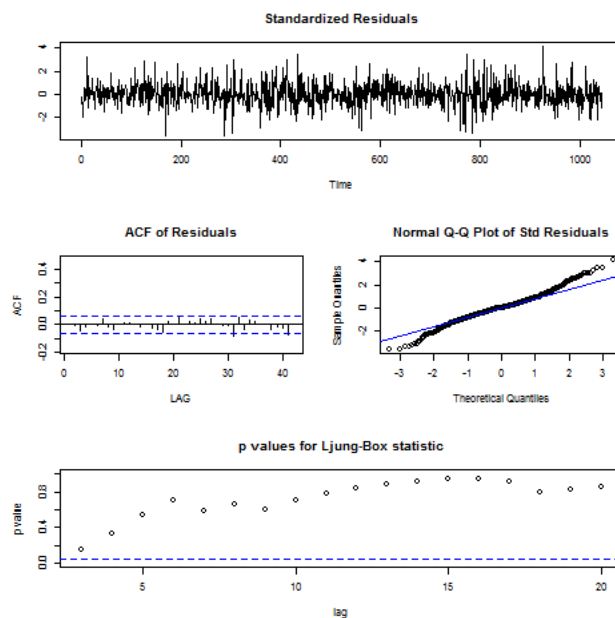 Standardized Residuals
4
2
0
-2
0 200 400 600 800 1000
Time
ACF of Residuals
0.4
0.2
0.0
-0.2
ACF
0 10 20 30 40
LAG
Normal Q-Q Plot of Std Residuals
4
2
0
-2
Sample Quantiles
-3 -2 -1 0 1 2 3
Theoretical Quantiles
p values for Ljung-Box statistic
0.8
0.4
0.0
p value
5 10 15 20
lag